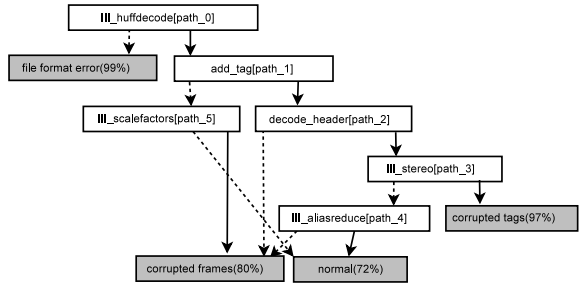 III_huffdecode[path_0]
file format error(99%)
add_tag[path_1]
III_scalefactors[path_5]
decode_header[path_2]
III_stereo[path_3]
III_aliasreduce[path_4]
corrupted tags(97%)
corrupted frames(80%)
normal(72%)